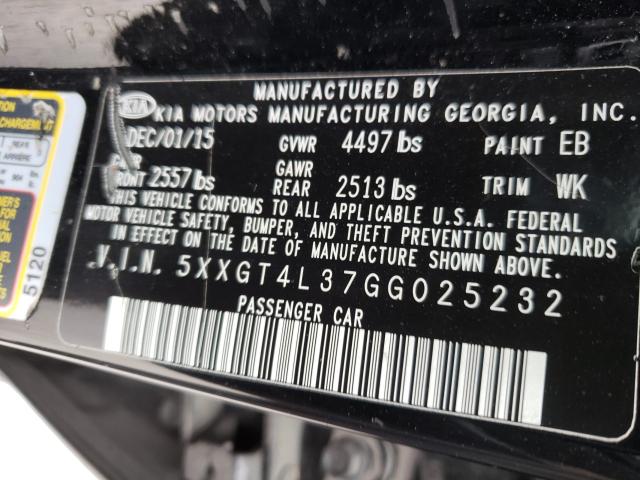 MANUFACTURED BY
KIA KIA MOTORS MANUFACTURING GEORGIA, INC.
DEC/01/15 GVWR 4497 lbs PAINT EB
GAWR GAWR
FRONT 2557 lbs REAR 2513 lbs TRIM WK
THIS VEHICLE CONFORMS TO ALL APPLICABLE U.S.A. FEDERAL
MOTOR VEHICLE SAFETY, BUMPER, AND THEFT PREVENTION STANDARDS
IN EFFECT ON THE DATE OF MANUFACTURE SHOWN ABOVE.
V.I.N. 5XXGT4L37GG025232
PASSENGER CAR
5120